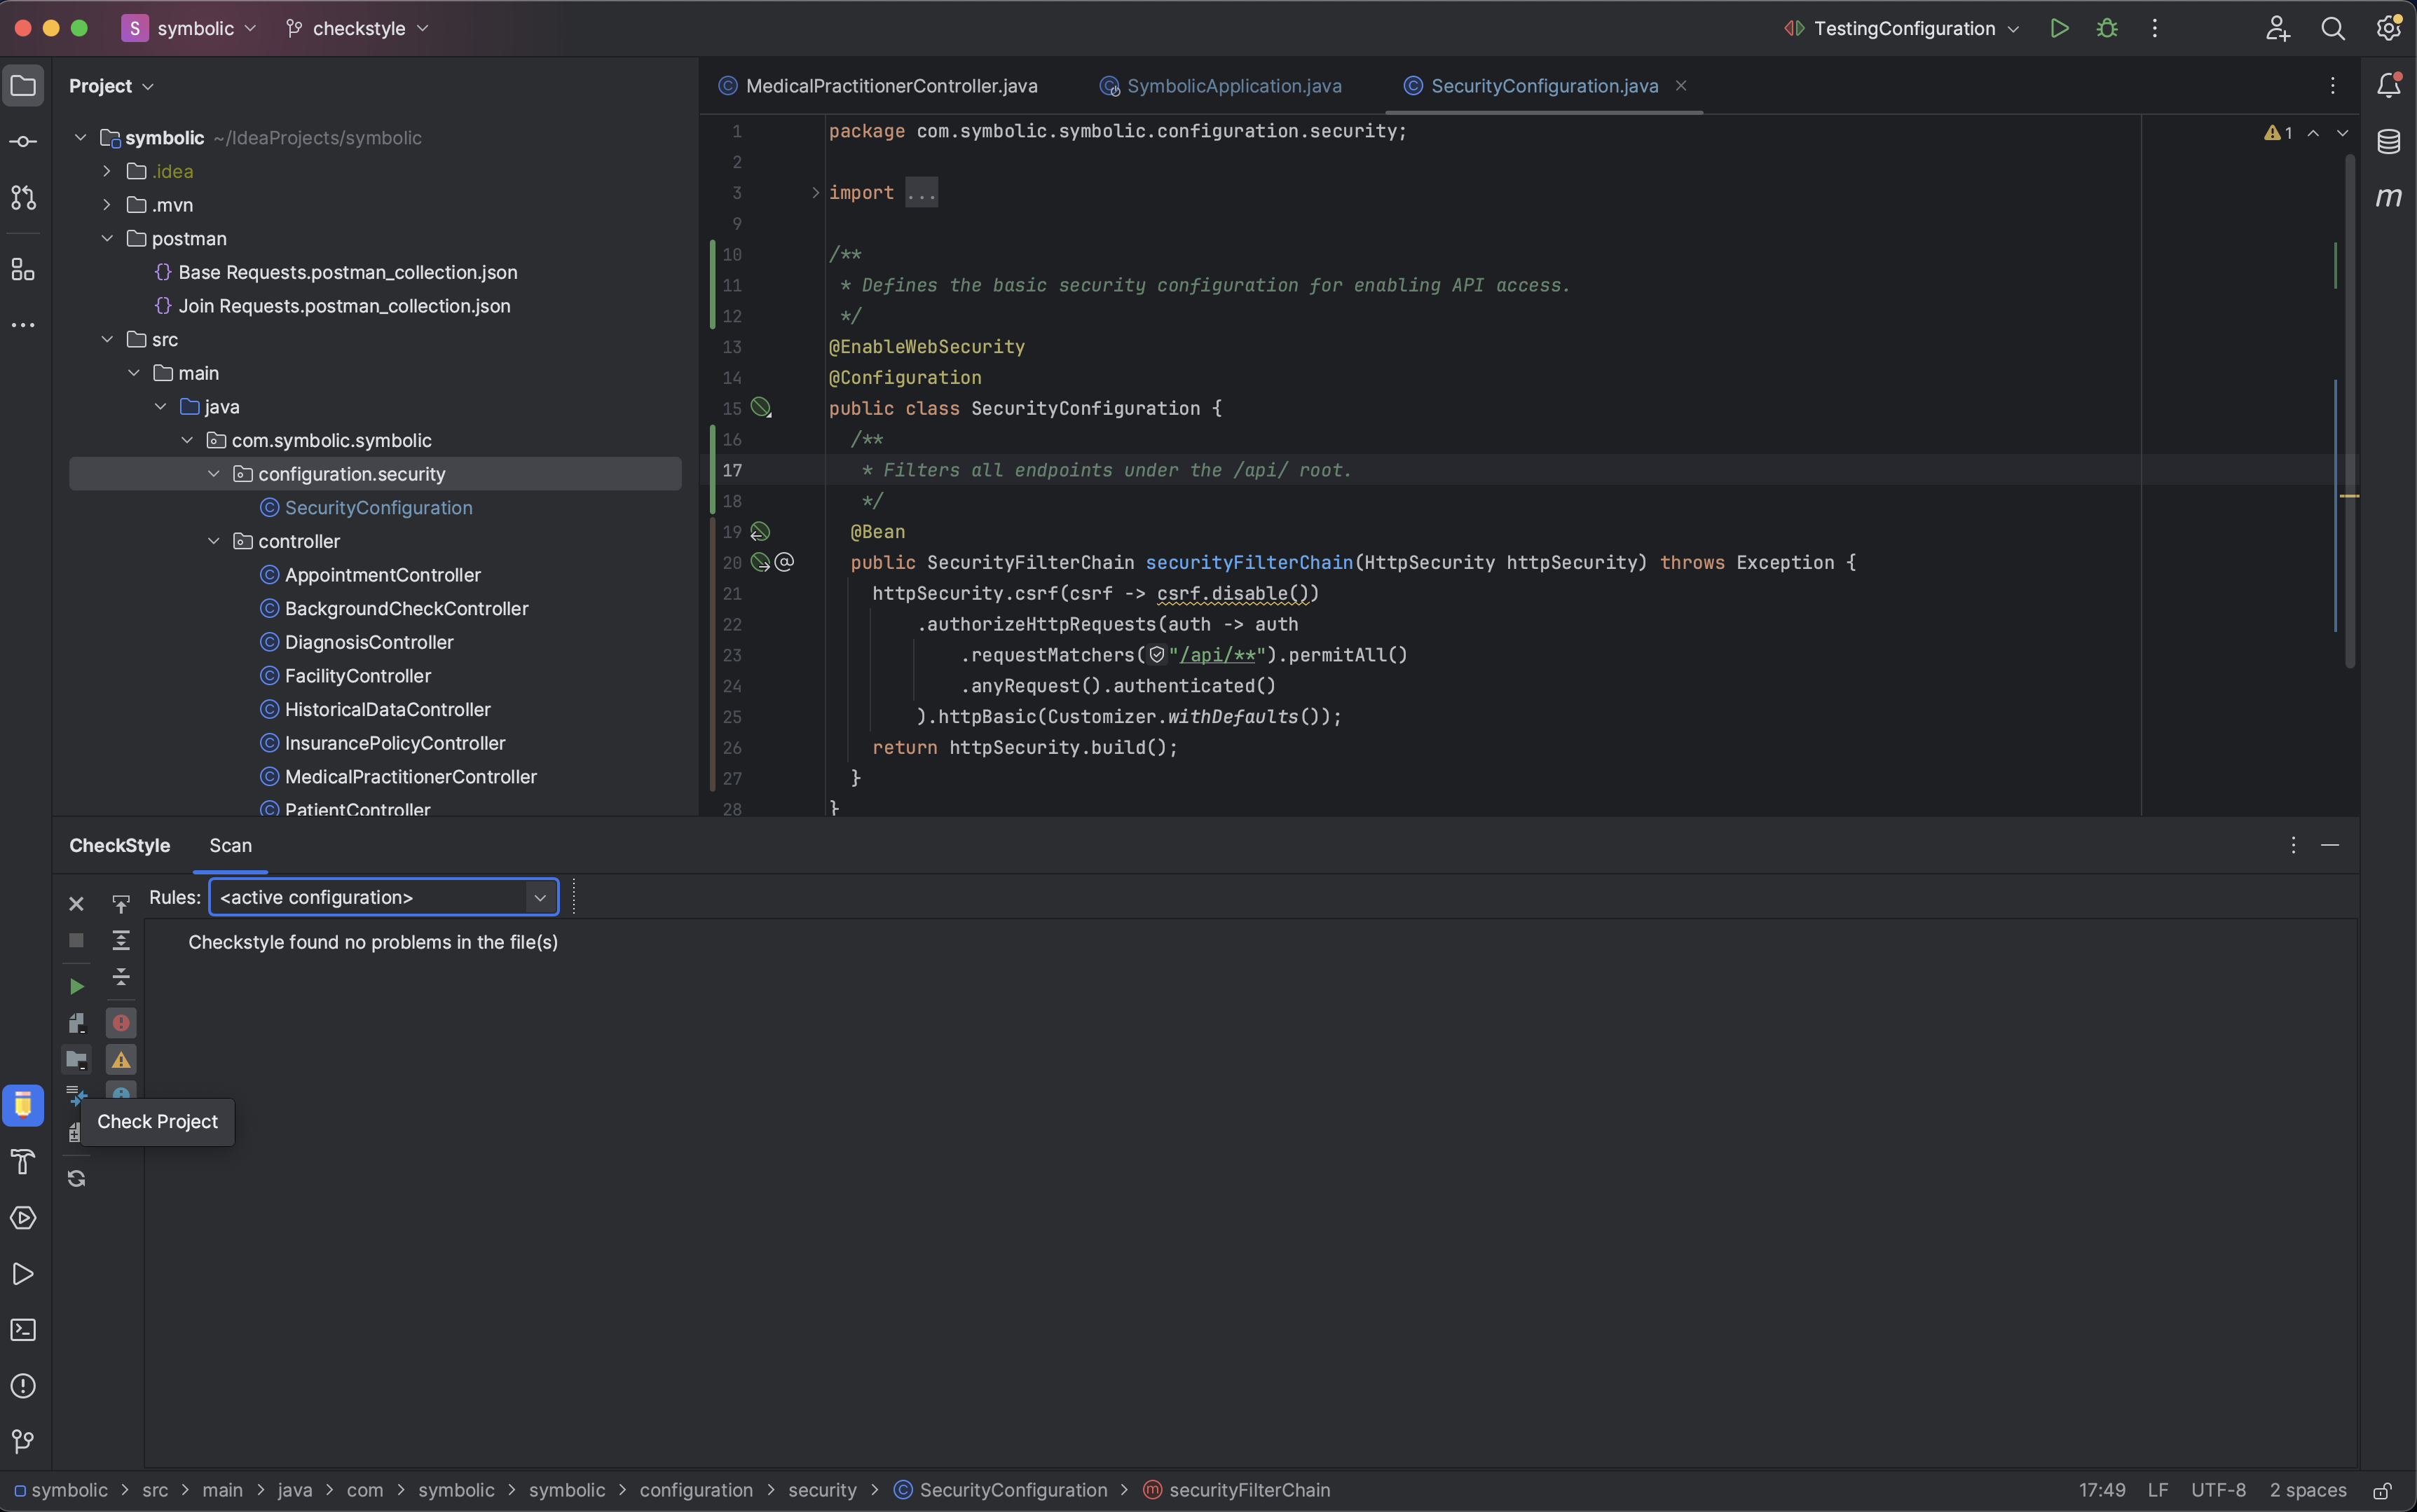 S symbolic checkstyle TestingConfiguration
Project
symbolic ~/IdeaProjects/symbolic
.idea
.mvn
postman
{} Base Requests.postman_collection.json
{} Join Requests.postman_collection.json
src
main
java
com.symbolic.symbolic
configuration.security
SecurityConfiguration
controller
AppointmentController
BackgroundCheckController
DiagnosisController
FacilityController
HistoricalDataController
InsurancePolicyController
MedicalPractitionerController
PatientController
MedicalPractitionerController.java SymbolicApplication.java SecurityConfiguration.java
1 package com.symbolic.symbolic.configuration.security; 1
2
3 import ...
9
10 /**
11 * Defines the basic security configuration for enabling API access.
12 */
13 @EnableWebSecurity
14 @Configuration
15 public class SecurityConfiguration {
16 /**
17 * Filters all endpoints under the /api/ root.
18 */
19 @Bean
20 public SecurityFilterChain securityFilterChain(HttpSecurity httpSecurity) throws Exception {
21 httpSecurity.csrf(csrf -> csrf.disable())
22 .authorizeHttpRequests(auth -> auth
23 .requestMatchers("/api/**").permitAll()
24 .anyRequest().authenticated()
25 ).httpBasic(Customizer.withDefaults());
26 return httpSecurity.build();
27 }
28 }
CheckStyle Scan
Rules: <active configuration>
Checkstyle found no problems in the file(s)
Check Project
symbolic > src > main > java > com > symbolic > symbolic > configuration > security > SecurityConfiguration > securityFilterChain 17:49 LF UTF-8 2 spaces